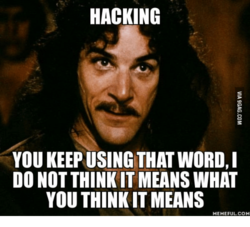 HACKING
VIA 9GAG.COM
YOU KEEP USING THAT WORD, I
DO NOT THINK IT MEANS WHAT
YOU THINK IT MEANS
MEMEFUL.COM